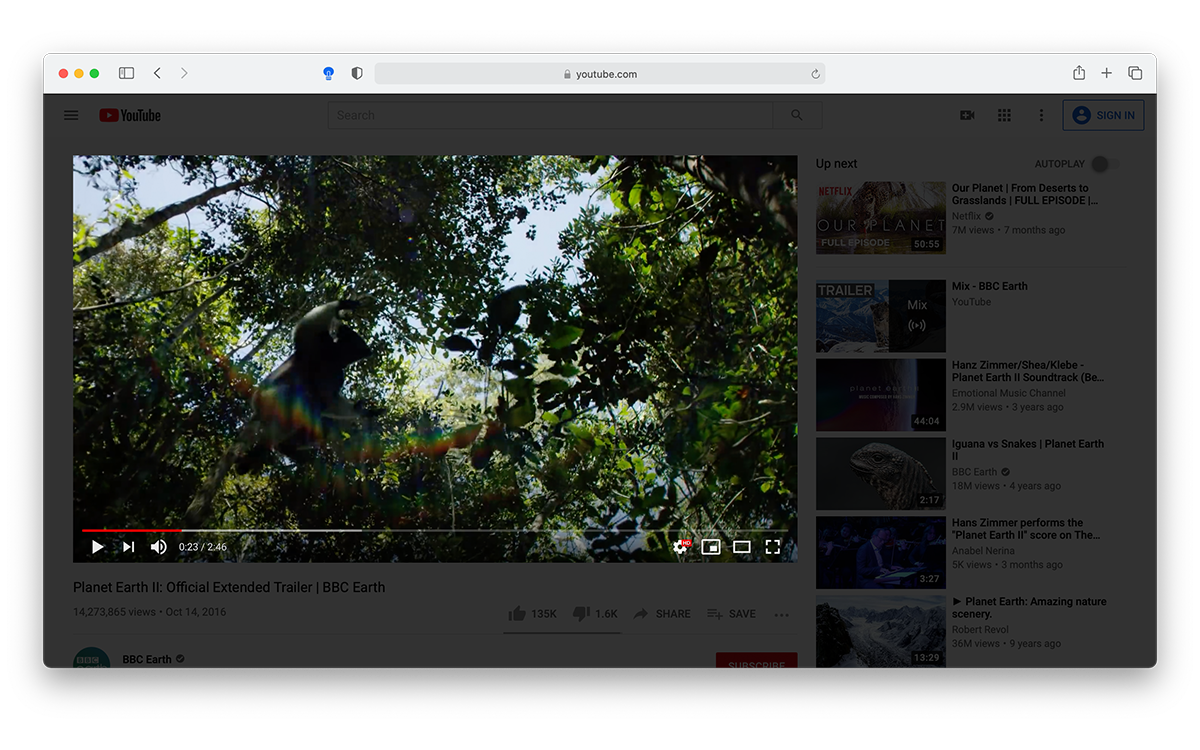 youtube.com
YouTube
Search
SIGN IN
Up next
AUTOPLAY
NETFLIX
OUR PLANET
FULL EPISODE
50:55
Our Planet | From Deserts to
Grasslands | FULL EPISODE |...
Netflix
7M views • 7 months ago
TRAILER
Mix
Mix - BBC Earth
YouTube
planet earth
44:04
Hanz Zimmer/Shea/Klebe -
Planet Earth II Soundtrack (Be...
Emotional Music Channel
2.9M views • 3 years ago
2:17
Iguana vs Snakes | Planet Earth
II
BBC Earth
18M views • 4 years ago
3:27
Hans Zimmer performs the
"Planet Earth II" score on The...
Anabel Nerina
5K views • 3 months ago
13:29
► Planet Earth: Amazing nature
scenery.
Robert Revol
36M views • 9 years ago
0:23 / 2:46
HD
Planet Earth II: Official Extended Trailer | BBC Earth
14,273,865 views • Oct 14, 2016
135K
1.6K
SHARE
SAVE
BBC
BBC Earth
SUBSCRIBE